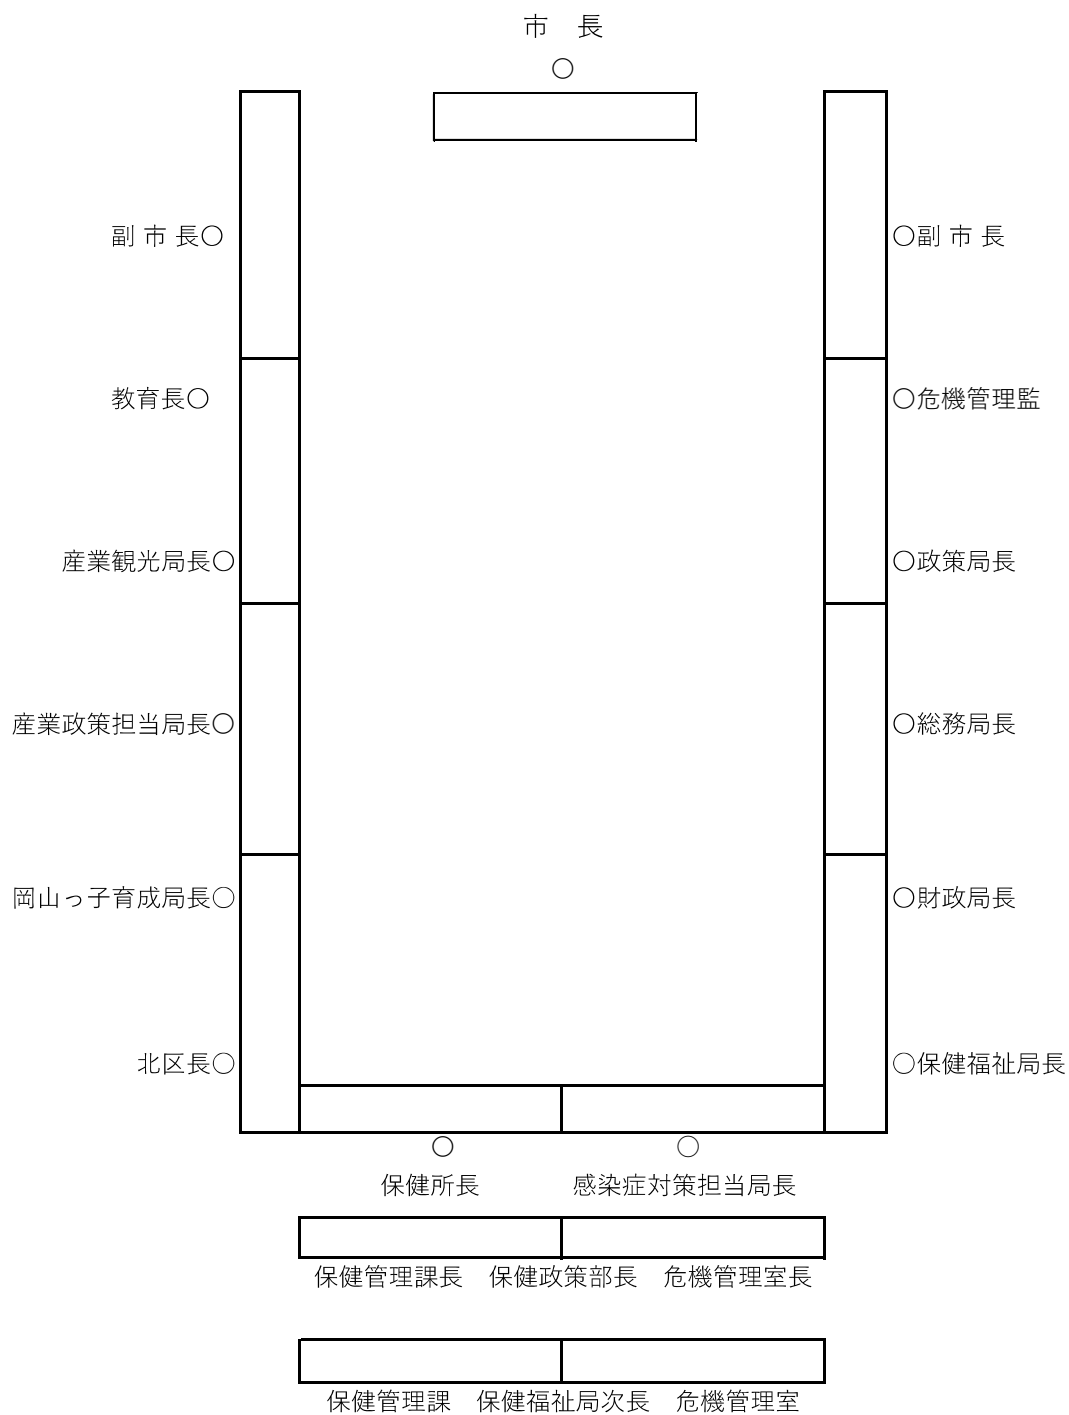 市　長
○
副 市 長○　○副 市 長
教育長○　○危機管理監
産業観光局長○　○政策局長
産業政策担当局長○　○総務局長
岡山っ子育成局長○　○財政局長
北区長○　○保健福祉局長
○　○
保健所長　感染症対策担当局長
保健管理課長　保健政策部長　危機管理室長
保健管理課　保健福祉局次長　危機管理室